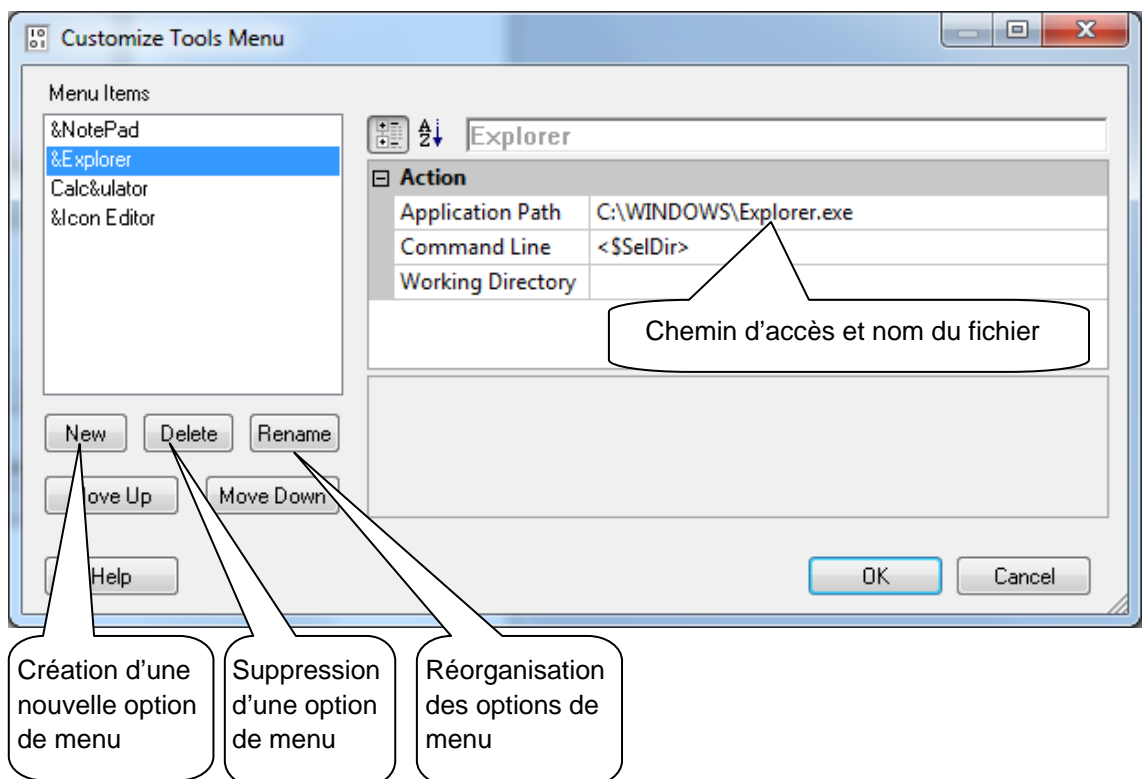 Customize Tools Menu
Menu Items
&NotePad
&Explorer
Calc&ulator
&Icon Editor
Explorer
Action
Application Path C:\WINDOWS\Explorer.exe
Command Line <$SelDir>
Working Directory
Chemin d'accès et nom du fichier
New Delete Rename
ove Up Move Down
Help
OK Cancel
Création d'une
nouvelle option
de menu
Suppression
d'une option
de menu
Réorganisation
des options de
menu